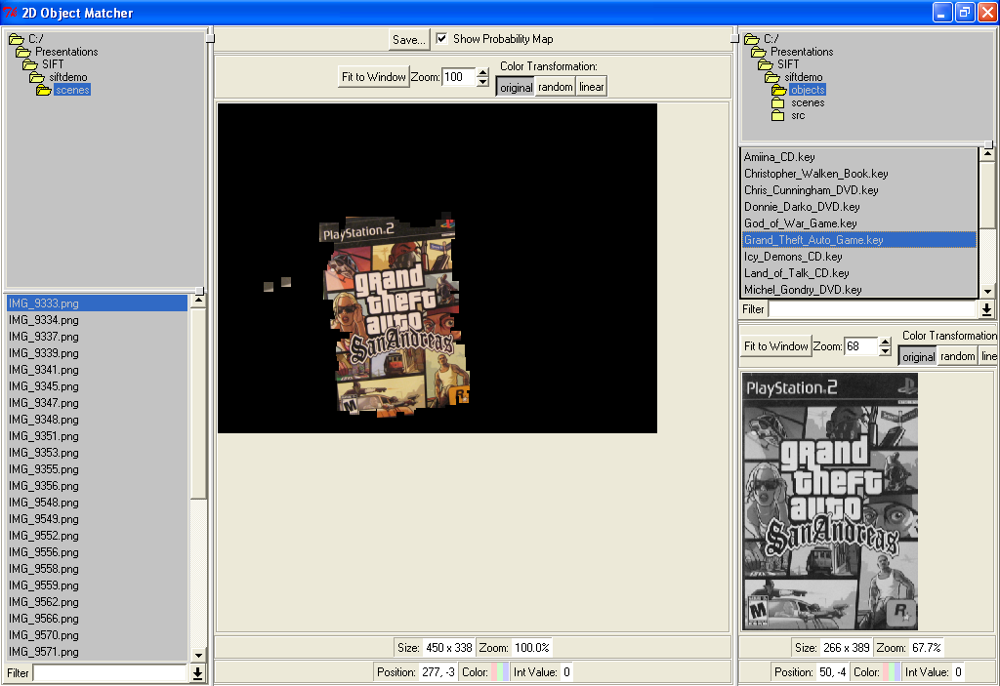 2D Object Matcher
C:/
Presentations
SIFT
siftdemo
scenes
IMG_9333.png
IMG_9334.png
IMG_9337.png
IMG_9339.png
IMG_9341.png
IMG_9345.png
IMG_9347.png
IMG_9348.png
IMG_9351.png
IMG_9353.png
IMG_9355.png
IMG_9356.png
IMG_9548.png
IMG_9549.png
IMG_9552.png
IMG_9556.png
IMG_9558.png
IMG_9559.png
IMG_9562.png
IMG_9566.png
IMG_9570.png
IMG_9571.png
Filter
Save...
Show Probability Map
Fit to Window Zoom: 100
Color Transformation:
original random linear
PlayStation.2
grand
theft
auto
San Andreas
M
R
Size: 450 x 338 Zoom: 100.0%
Position: 277, -3 Color: Int Value: 0
C:/
Presentations
SIFT
siftdemo
objects
scenes
src
Amiina_CD.key
Christopher_Walken_Book.key
Chris_Cunningham_DVD.key
Donnie_Darko_DVD.key
God_of_War_Game.key
Grand_Theft_Auto_Game.key
Icy_Demons_CD.key
Land_of_Talk_CD.key
Michel_Gondry_DVD.key
Filter
Fit to Window Zoom: 68
Color Transformation
original random line
PlayStation.2
grand
theft
auto
San Andreas
M
R
Size: 266 x 389 Zoom: 67.7%
Position: 50, -4 Color: Int Value: 0